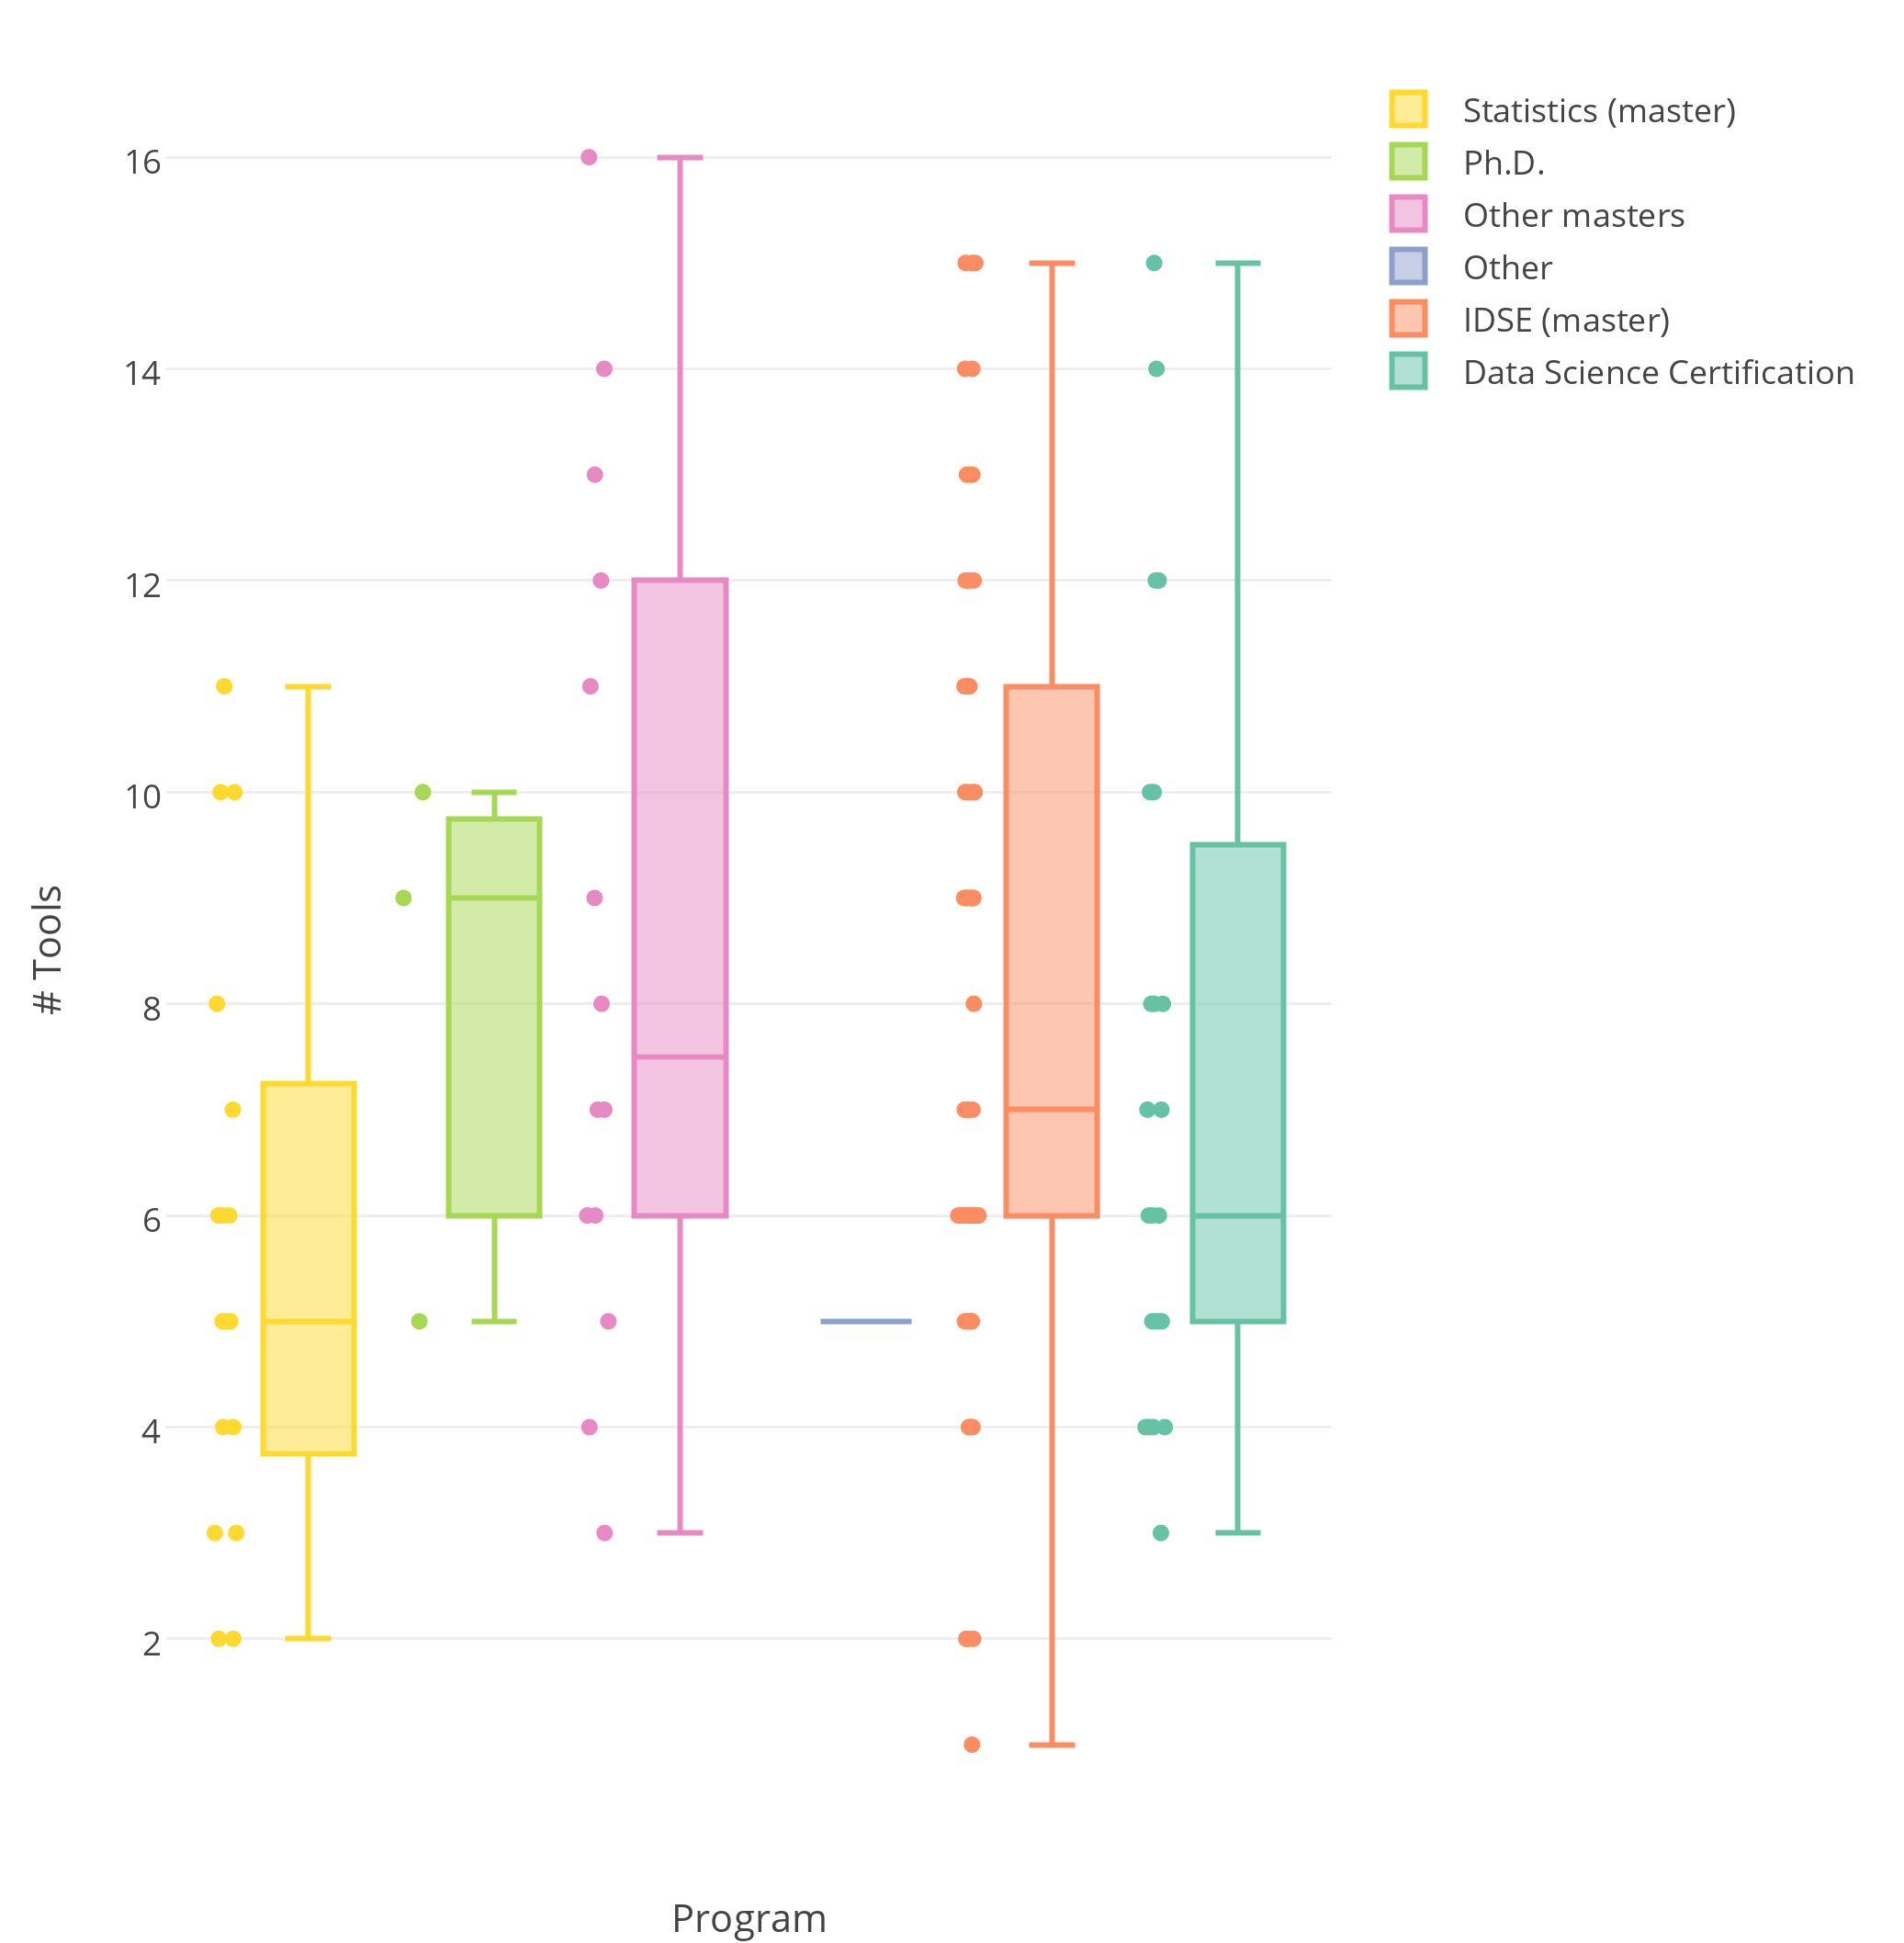 Statistics (master)
Ph.D.
Other masters
Other
IDSE (master)
Data Science Certification
16
14
12
10
8
6
4
2
# Tools
Program